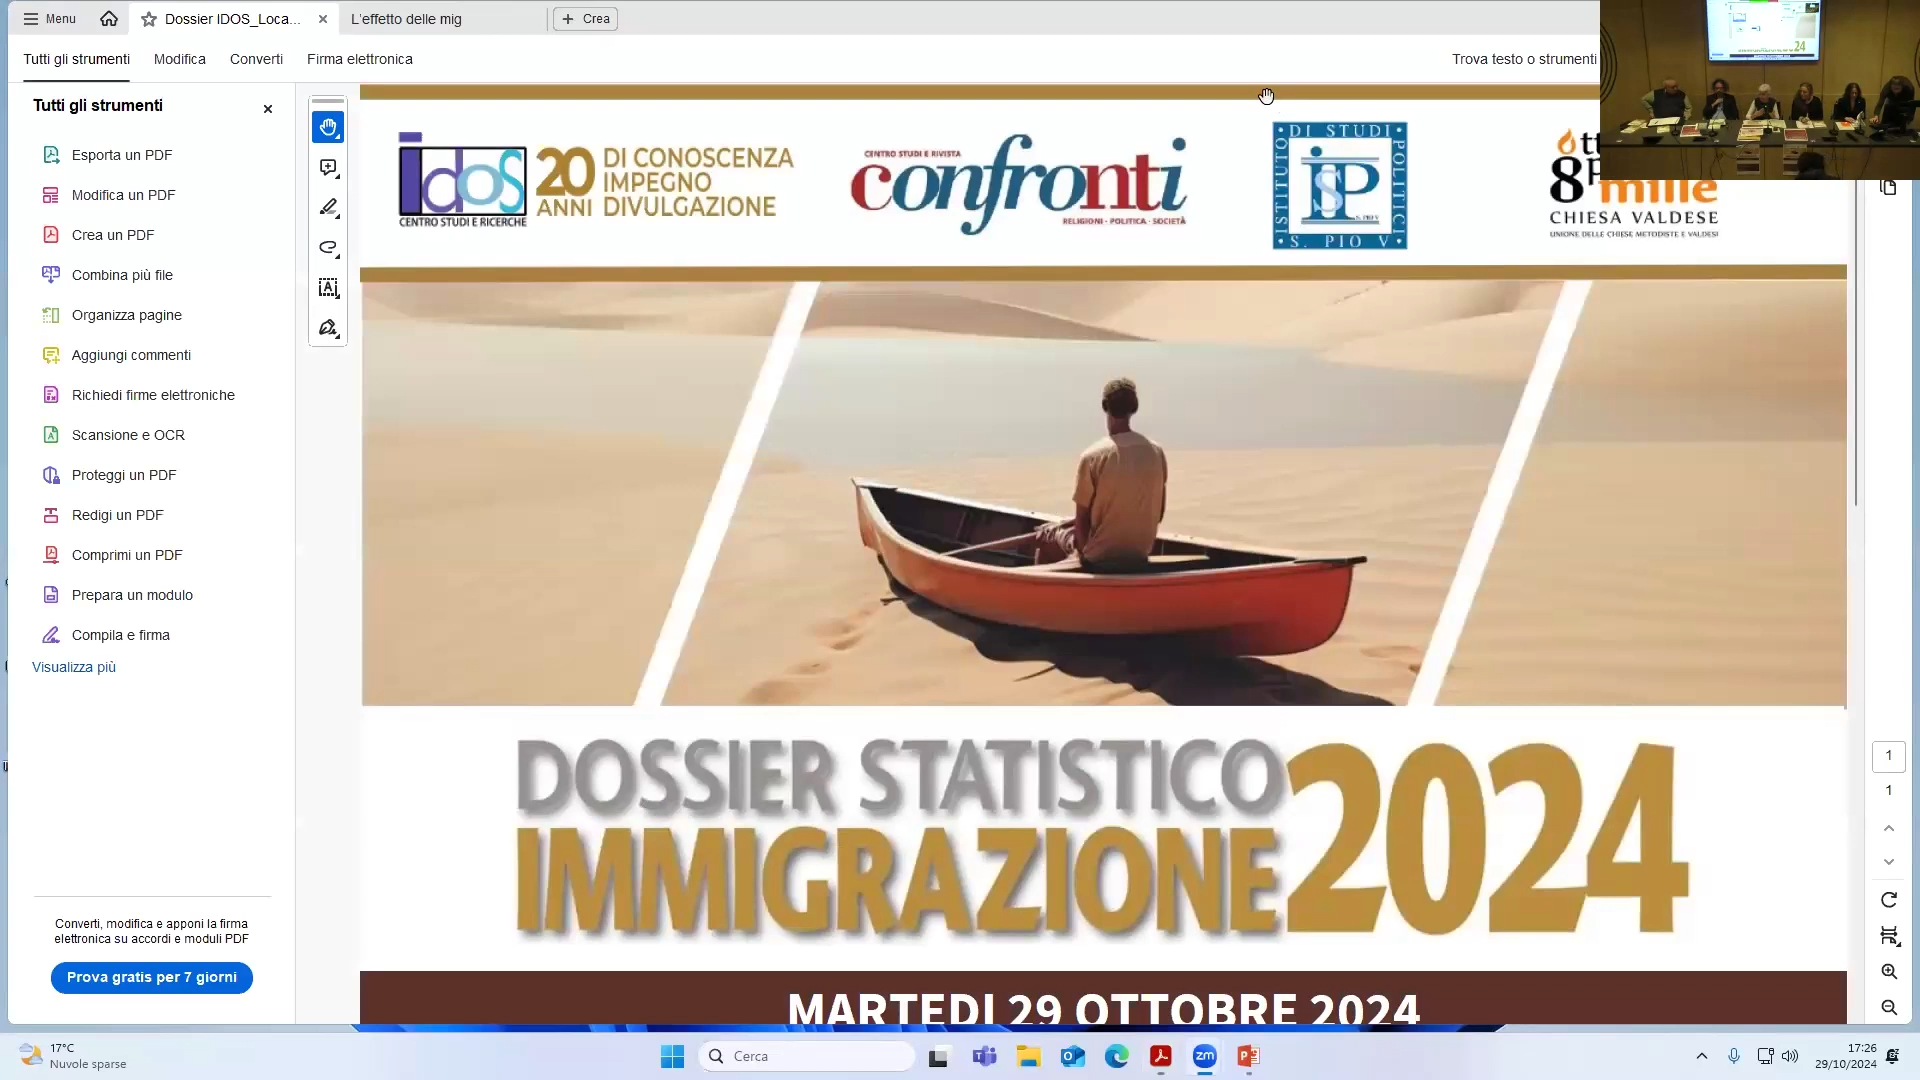 Menu
Dossier IDOS_Loca...
L'effetto delle mig
Crea
Tutti gli strumenti
Modifica
Converti
Firma elettronica
Trova testo o strumenti
Tutti gli strumenti
Esporta un PDF
Modifica un PDF
Crea un PDF
Combina più file
Organizza pagine
Aggiungi commenti
Richiedi firme elettroniche
Scansione e OCR
Proteggi un PDF
Redigi un PDF
Comprimi un PDF
Prepara un modulo
Compila e firma
Visualizza più
Converti, modifica e apponi la firma
elettronica su accordi e moduli PDF
Prova gratis per 7 giorni
idos
CENTRO STUDI E RICERCHE
20
ANNI
DI CONOSCENZA
IMPEGNO
DIVULGAZIONE
CENTRO STUDI E RIVISTA
confronti
RELIGIONI · POLITICA · SOCIETÀ
ISTITUTO DI STUDI POLITICI
S. PIO V
8
mille
CHIESA VALDESE
UNIONE DELLE CHIESE METODISTE E VALDESI
24
DOSSIER STATISTICO
IMMIGRAZIONE
2024
MARTEDI 29 OTTOBRE 2024
1
1
17°C
Nuvole sparse
Cerca
17:26
29/10/2024